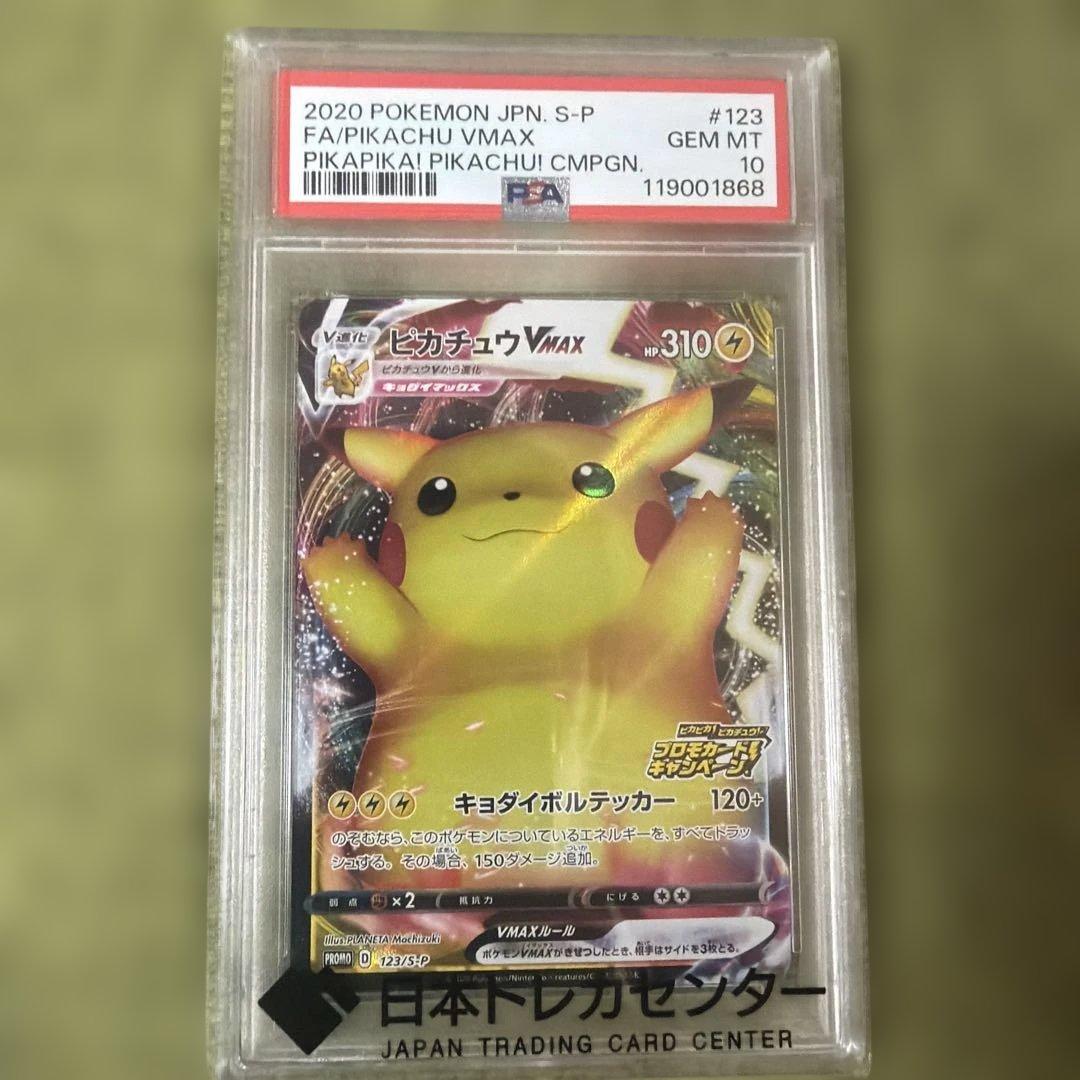 2020 POKEMON JPN. S-P #123
FA/PIKACHU VMAX GEM MT
PIKAPIKA! PIKACHU! CMPGN. 10
PSA 119001868
V進化 ピカチュウVMAX HP310
ピカチュウVから進化
キョダイマックス
ピカピカ! ピカチュウ!
プロモカード
キャンペーン!
キョダイボルテッカー 120+
のぞむなら、このポケモンについているエネルギーを、すべてトラッ
シュする。その場合、150ダメージ追加。
弱点 ×2 抵抗力 にげる
VMAXルール
ポケモンVMAXがきぜつしたとき、相手はサイドを3枚とる。
Illus.PLANETA Mochizuki
PROMO D 123/S-P
日本トレカセンター
JAPAN TRADING CARD CENTER